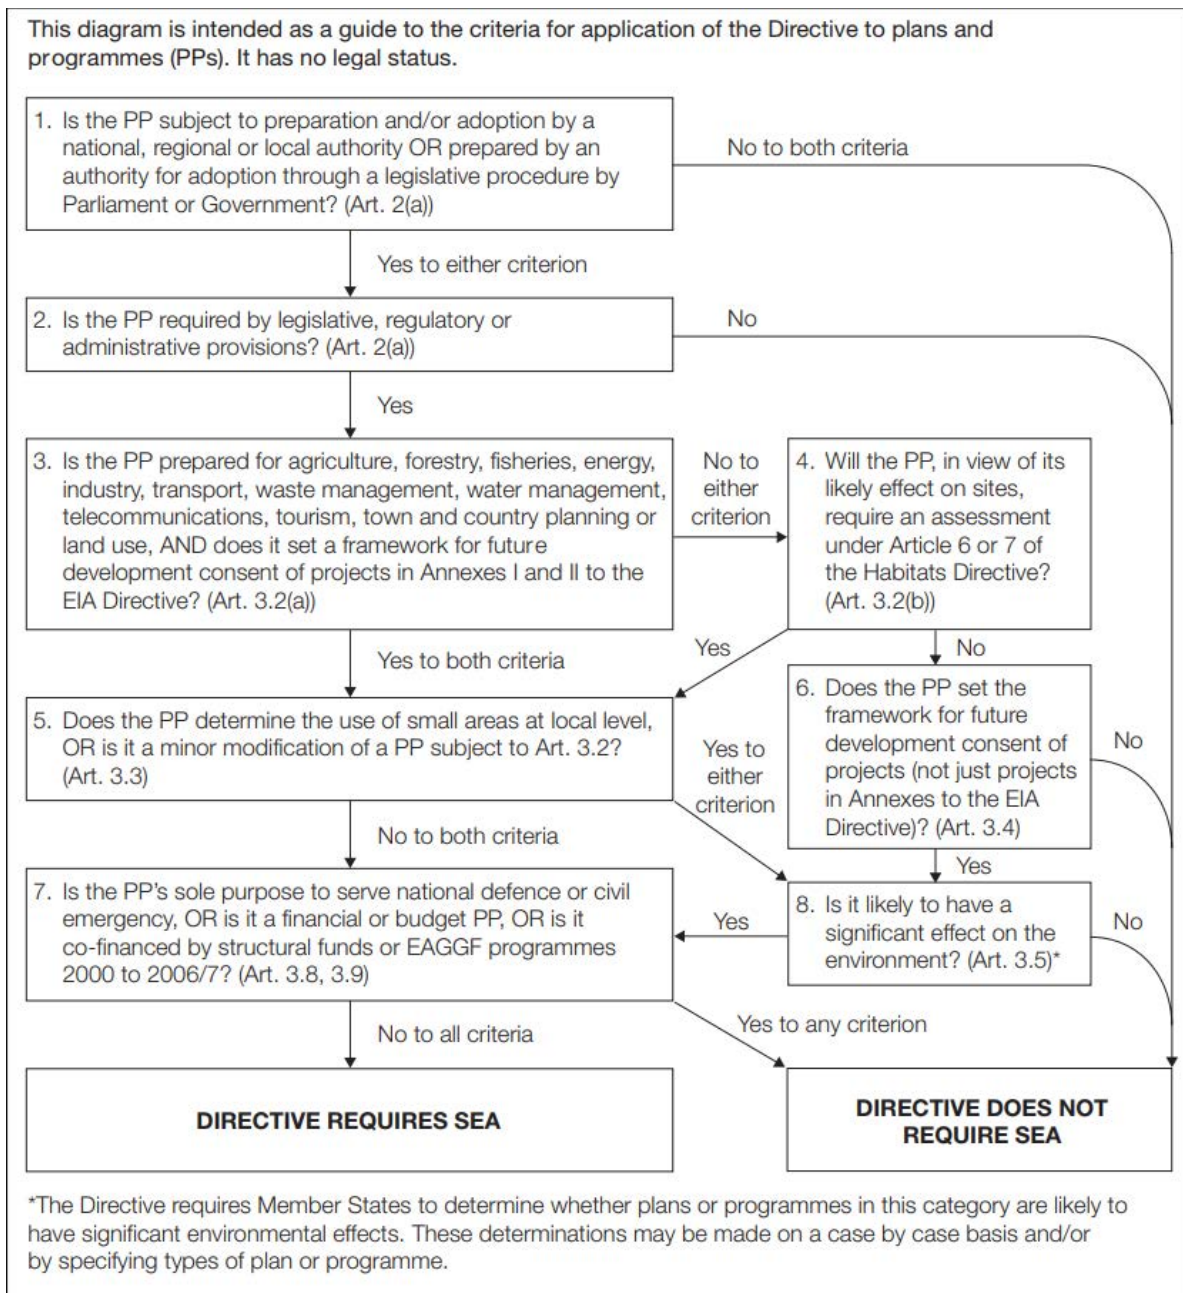 This diagram is intended as a guide to the criteria for application of the Directive to plans and
programmes (PPs). It has no legal status.
1. Is the PP subject to preparation and/or adoption by a
national, regional or local authority OR prepared by an
authority for adoption through a legislative procedure by
Parliament or Government? (Art. 2(a))
No to both criteria
Yes to either criterion
2. Is the PP required by legislative, regulatory or
administrative provisions? (Art. 2(a))
No
Yes
3. Is the PP prepared for agriculture, forestry, fisheries, energy,
industry, transport, waste management, water management,
telecommunications, tourism, town and country planning or
land use, AND does it set a framework for future
development consent of projects in Annexes I and II to the
EIA Directive? (Art. 3.2(a))
No to
either
criterion
4. Will the PP, in view of its
likely effect on sites,
require an assessment
under Article 6 or 7 of
the Habitats Directive?
(Art. 3.2(b))
Yes to both criteria
Yes
No
5. Does the PP determine the use of small areas at local level,
OR is it a minor modification of a PP subject to Art. 3.2?
(Art. 3.3)
Yes to
either
criterion
6. Does the PP set the
framework for future
development consent of
projects (not just projects
in Annexes to the EIA
Directive)? (Art. 3.4)
No
No to both criteria
Yes
7. Is the PP's sole purpose to serve national defence or civil
emergency, OR is it a financial or budget PP, OR is it
co-financed by structural funds or EAGGF programmes
2000 to 2006/7? (Art. 3.8, 3.9)
Yes
8. Is it likely to have a
significant effect on the
environment? (Art. 3.5)*
No
No to all criteria
Yes to any criterion
DIRECTIVE REQUIRES SEA
DIRECTIVE DOES NOT
REQUIRE SEA
*The Directive requires Member States to determine whether plans or programmes in this category are likely to
have significant environmental effects. These determinations may be made on a case by case basis and/or
by specifying types of plan or programme.